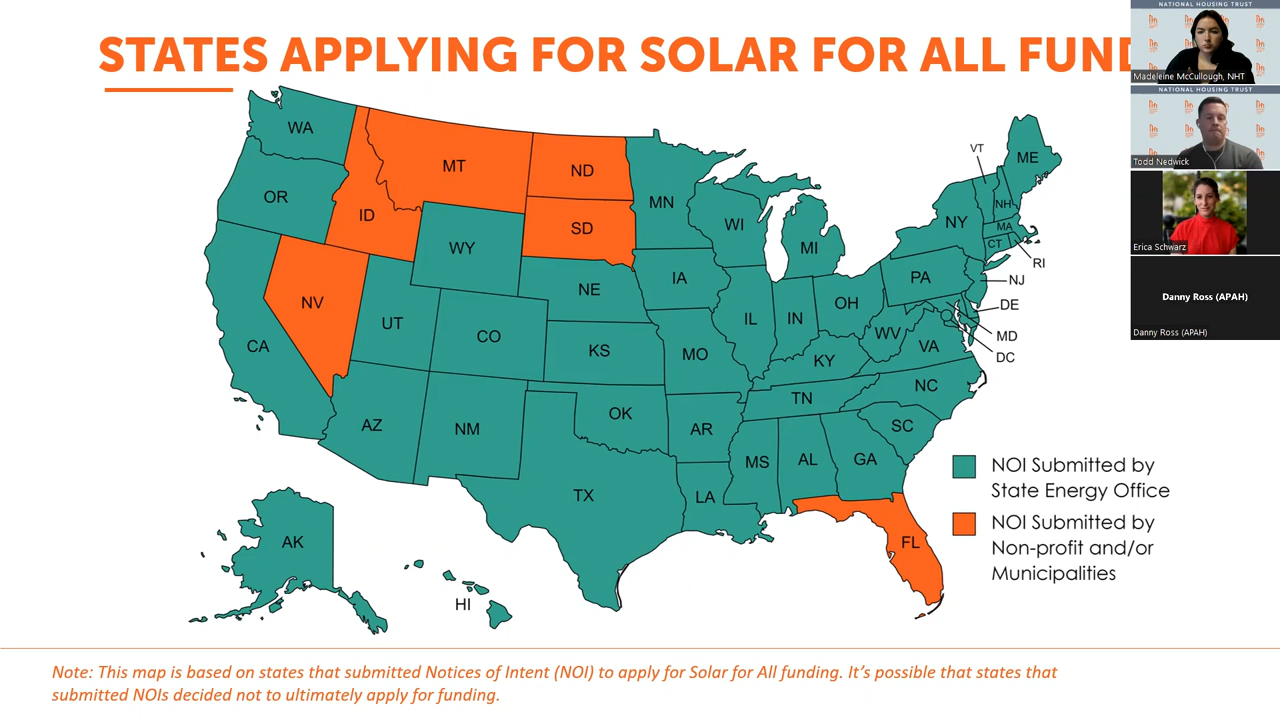 NATIONAL HOUSING TRUST
STATES APPLYING FOR SOLAR FOR ALL FUND
Madeleine McCullough, NHT
NATIONAL HOUSING TRUST
Todd Nedwick
Erica Schwarz
Danny Ross (APAH)
Danny Ross (APAH)
WA
MT
ND
MN
VT
ME
OR
ID
SD
WI
MI
NY
NH
MA
CT
RI
WY
IA
PA
NJ
NE
NV
UT
CO
IL
IN
OH
WV
DE
MD
DC
CA
KS
MO
KY
VA
NC
TN
AZ
NM
OK
AR
SC
MS
AL
GA
TX
LA
FL
AK
HI
NOI Submitted by
State Energy Office
NOI Submitted by
Non-profit and/or
Municipalities
Note: This map is based on states that submitted Notices of Intent (NOI) to apply for Solar for All funding. It’s possible that states that
submitted NOIs decided not to ultimately apply for funding.